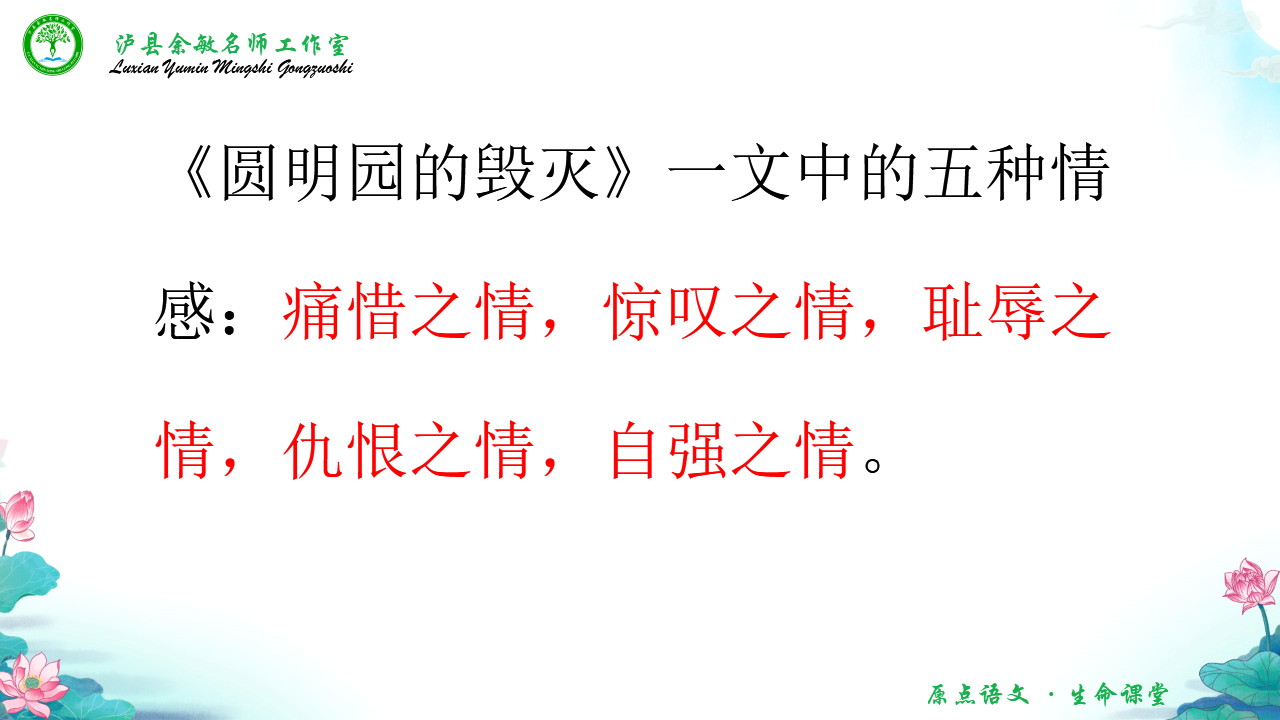 泸县余敏名师工作室
Luxian Yumin Mingshi Gongzuoshi
《圆明园的毁灭》一文中的五种情
感：痛惜之情，惊叹之情，耻辱之
情，仇恨之情，自强之情。
原点语文 · 生命课堂